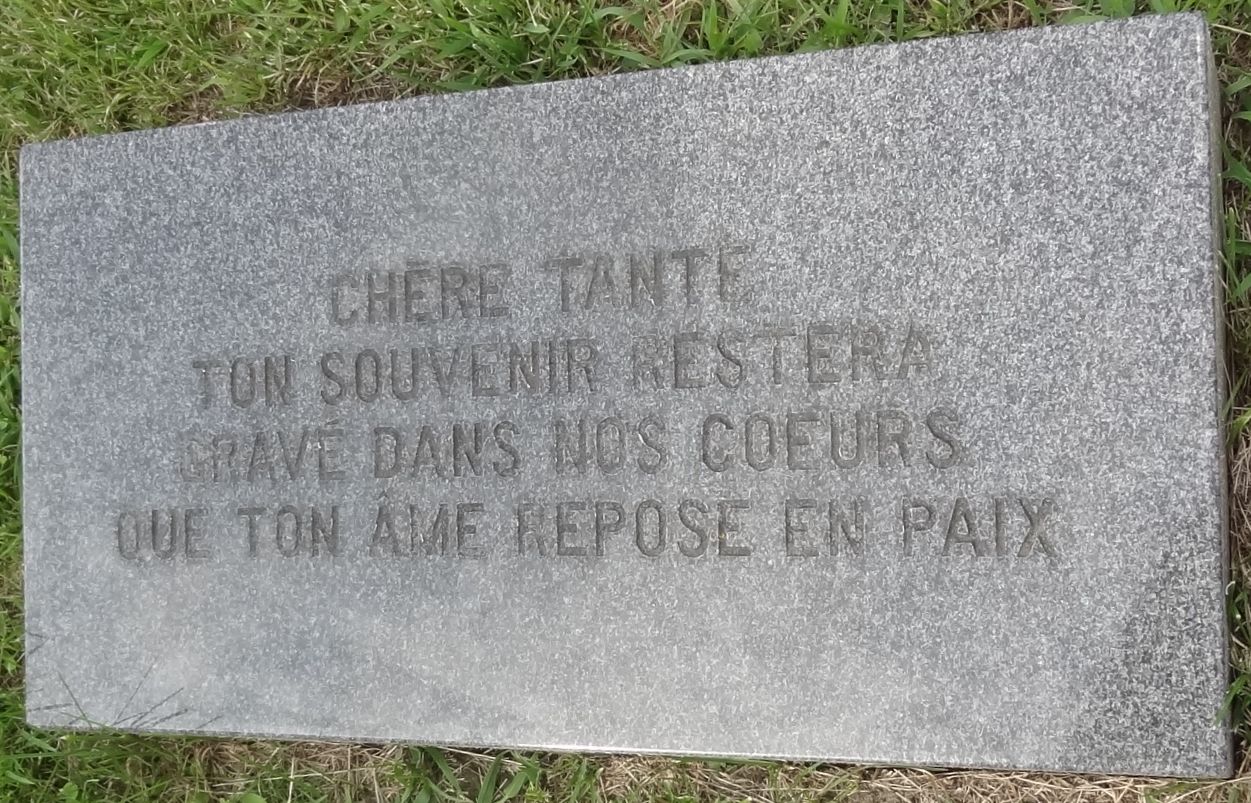 CHÈRE TANTE
TON SOUVENIR RESTERA
GRAVÉ DANS NOS COEURS
QUE TON ÂME REPOSE EN PAIX